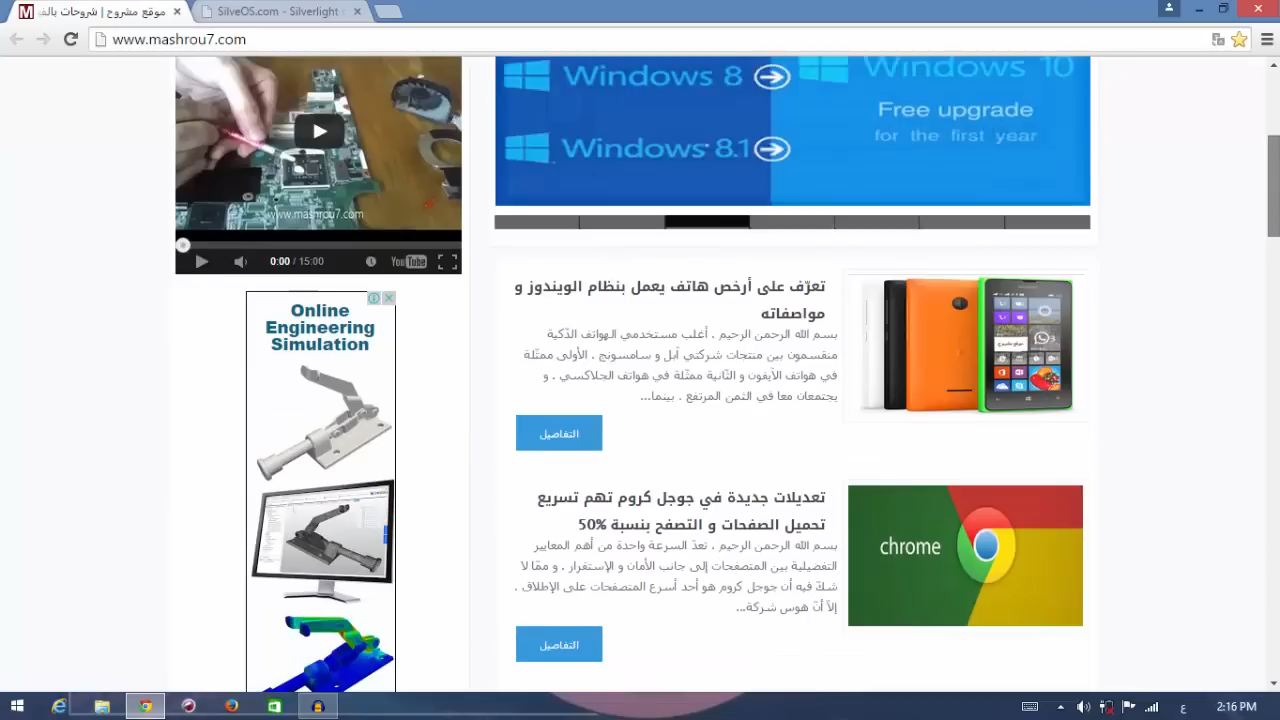 موقع مشروح | شروحات بالف
SilveOS.com - Silverlight
www.mashrou7.com
Windows 8
Windows 10
Free upgrade
for the first year
Windows 8.1
www.mashrou7.com
0:00 / 15:00
YouTube
تعرّف على أرخص هاتف يعمل بنظام الويندوز و
مواصفاته
بسم الله الرحمن الرحيم . أغلب مستخدمي الهواتف الذّكية
منقسمون بين منتجات شركتي آبل و سامسونج . الأولى ممثّلة
في هواتف الآيفون و الثّانية ممثّلة في هواتف الجلاكسي . و
يجتمعان معا في الثمن المرتفع . بينما...
التفاصيل
Online
Engineering
Simulation
تعديلات جديدة في جوجل كروم تهم تسريع
تحميل الصفحات و التصفح بنسبة 50%
بسم الله الرحمن الرحيم . تعدّ السرعة واحدة من أهم المعايير
التفضيلية بين المتصفحات إلى جانب الأمان و الإستقرار . و ممّا لا
شكّ فيه أن جوجل كروم هو أحد أسرع المتصفحات على الإطلاق .
إلاّ أنّ هوس شركة...
chrome
التفاصيل
ع
2:16 PM